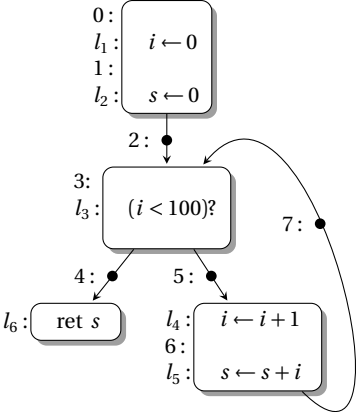 0:
l₁: i ← 0
1:
l₂: s ← 0
2:
3:
l₃: (i < 100)?
7:
4: 5:
l₆: ret s
l₄: i ← i + 1
6:
l₅: s ← s + i